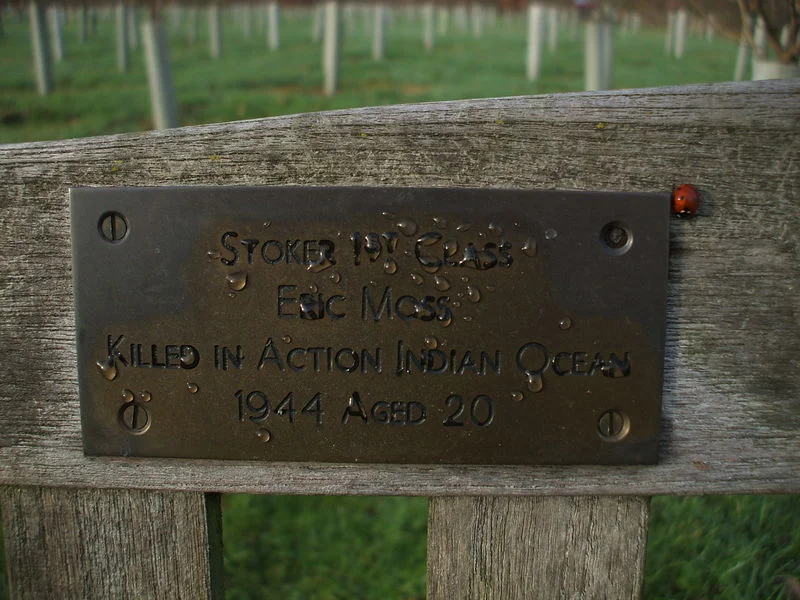 Stoker 1st Class
Eric Moss
Killed in Action Indian Ocean
1944 Aged 20